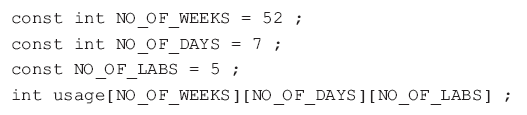 const int NO_OF_WEEKS = 52 ;
const int NO_OF_DAYS = 7 ;
const NO_OF_LABS = 5 ;
int usage[NO_OF_WEEKS][NO_OF_DAYS][NO_OF_LABS] ;